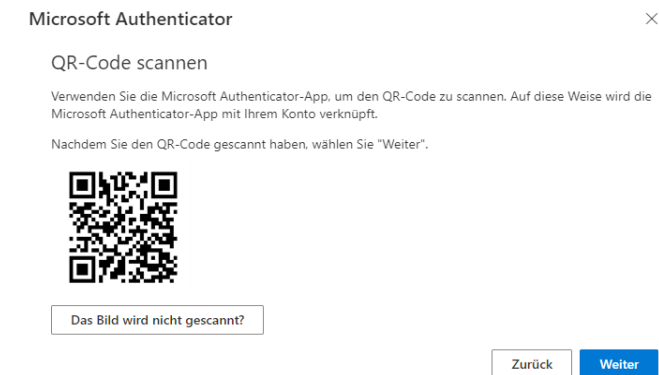 Microsoft Authenticator
QR-Code scannen
Verwenden Sie die Microsoft Authenticator-App, um den QR-Code zu scannen. Auf diese Weise wird die
Microsoft Authenticator-App mit Ihrem Konto verknüpft.
Nachdem Sie den QR-Code gescannt haben, wählen Sie "Weiter".
Das Bild wird nicht gescannt?
Zurück
Weiter